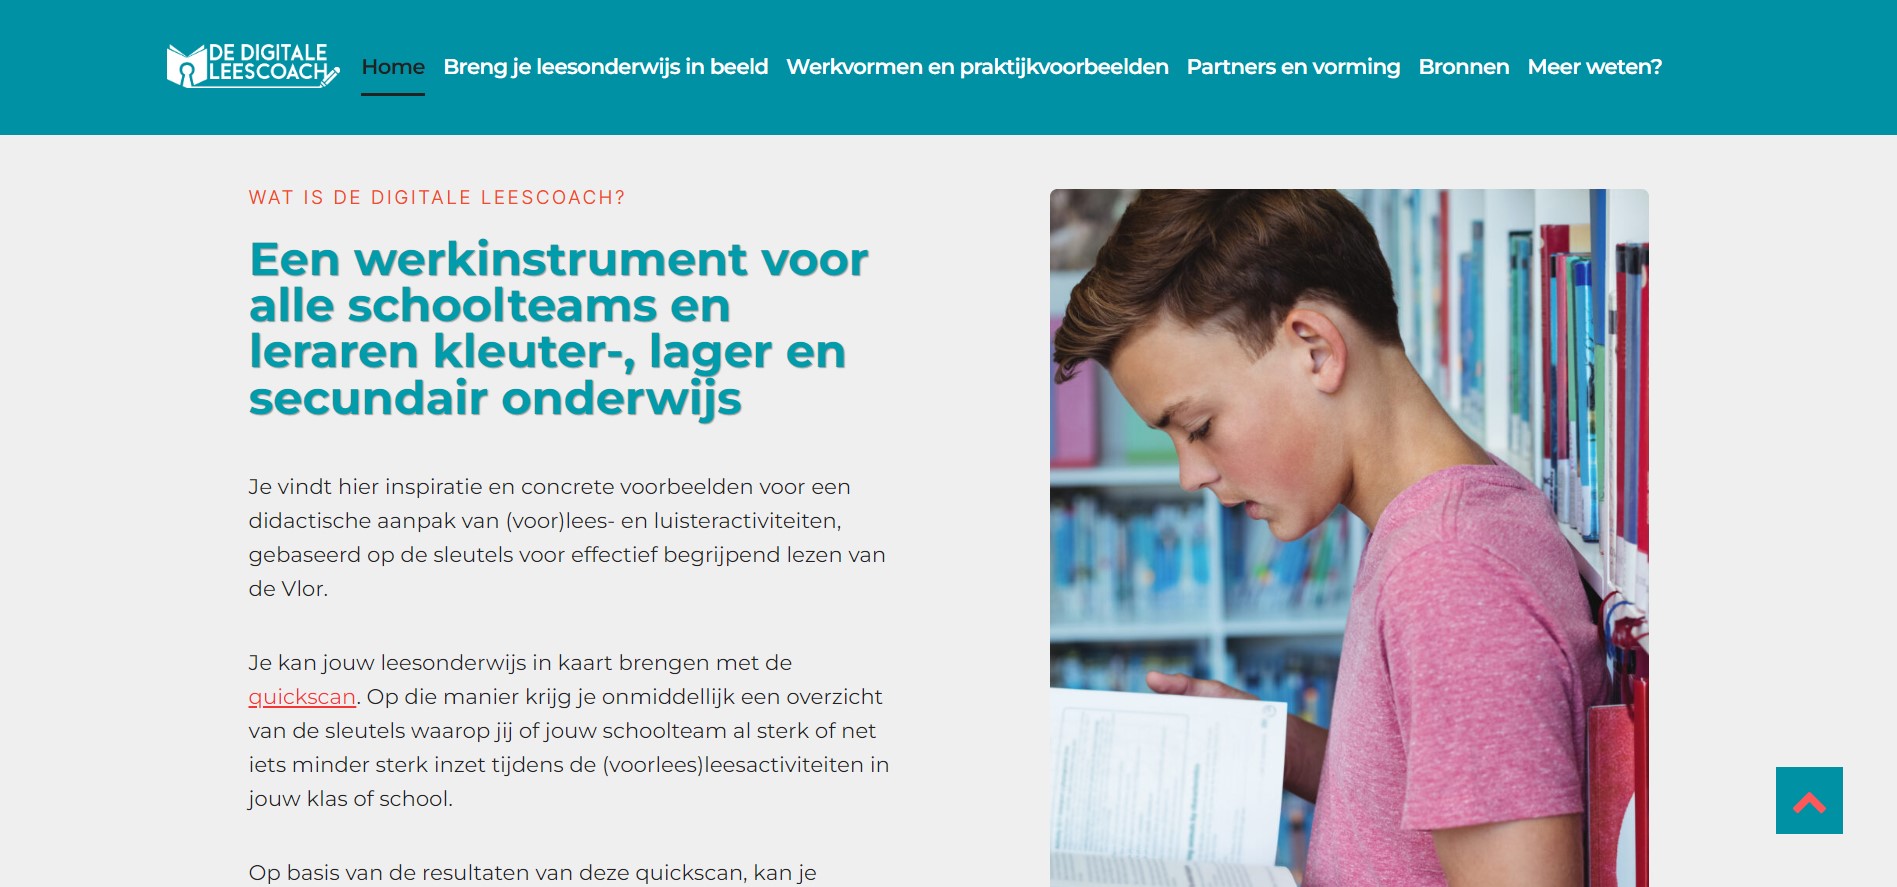 DE DIGITALE
LEESCOACH
Home Breng je leesonderwijs in beeld Werkvormen en praktijkvoorbeelden Partners en vorming Bronnen Meer weten?
WAT IS DE DIGITALE LEESCOACH?
Een werkinstrument voor
alle schoolteams en
leraren kleuter-, lager en
secundair onderwijs
Je vindt hier inspiratie en concrete voorbeelden voor een
didactische aanpak van (voor)lees- en luisteractiviteiten,
gebaseerd op de sleutels voor effectief begrijpend lezen van
de Vlor.
Je kan jouw leesonderwijs in kaart brengen met de
quickscan. Op die manier krijg je onmiddellijk een overzicht
van de sleutels waarop jij of jouw schoolteam al sterk of net
iets minder sterk inzet tijdens de (voorlees)leesactiviteiten in
jouw klas of school.
Op basis van de resultaten van deze quickscan, kan je